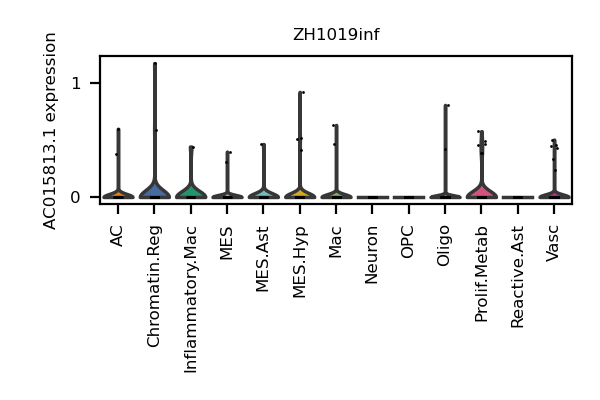 ZH1019inf
AC015813.1 expression
1
0
AC
Chromatin.Reg
Inflammatory.Mac
MES
MES.Ast
MES.Hyp
Mac
Neuron
OPC
Oligo
Prolif.Metab
Reactive.Ast
Vasc